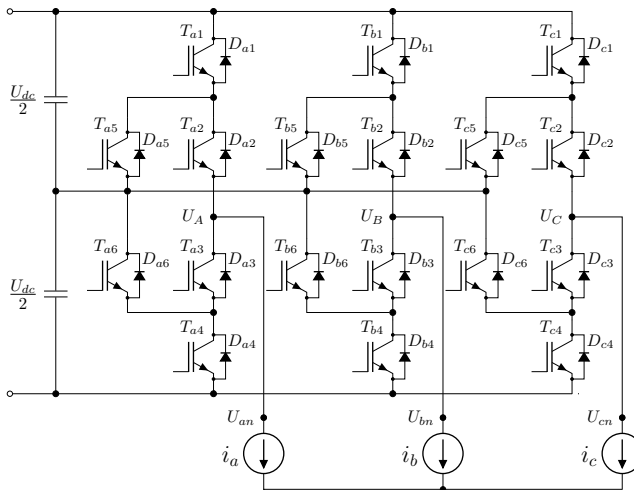 T_{a1} D_{a1} T_{b1} D_{b1} T_{c1} D_{c1}
U_{dc}/2
T_{a5} D_{a5} T_{a2} D_{a2} T_{b5} D_{b5} T_{b2} D_{b2} T_{c5} D_{c5} T_{c2} D_{c2}
U_A U_B U_C
T_{a6} D_{a6} T_{a3} D_{a3} T_{b6} D_{b6} T_{b3} D_{b3} T_{c6} D_{c6} T_{c3} D_{c3}
U_{dc}/2
T_{a4} D_{a4} T_{b4} D_{b4} T_{c4} D_{c4}
U_{an} U_{bn} U_{cn}
i_a i_b i_c